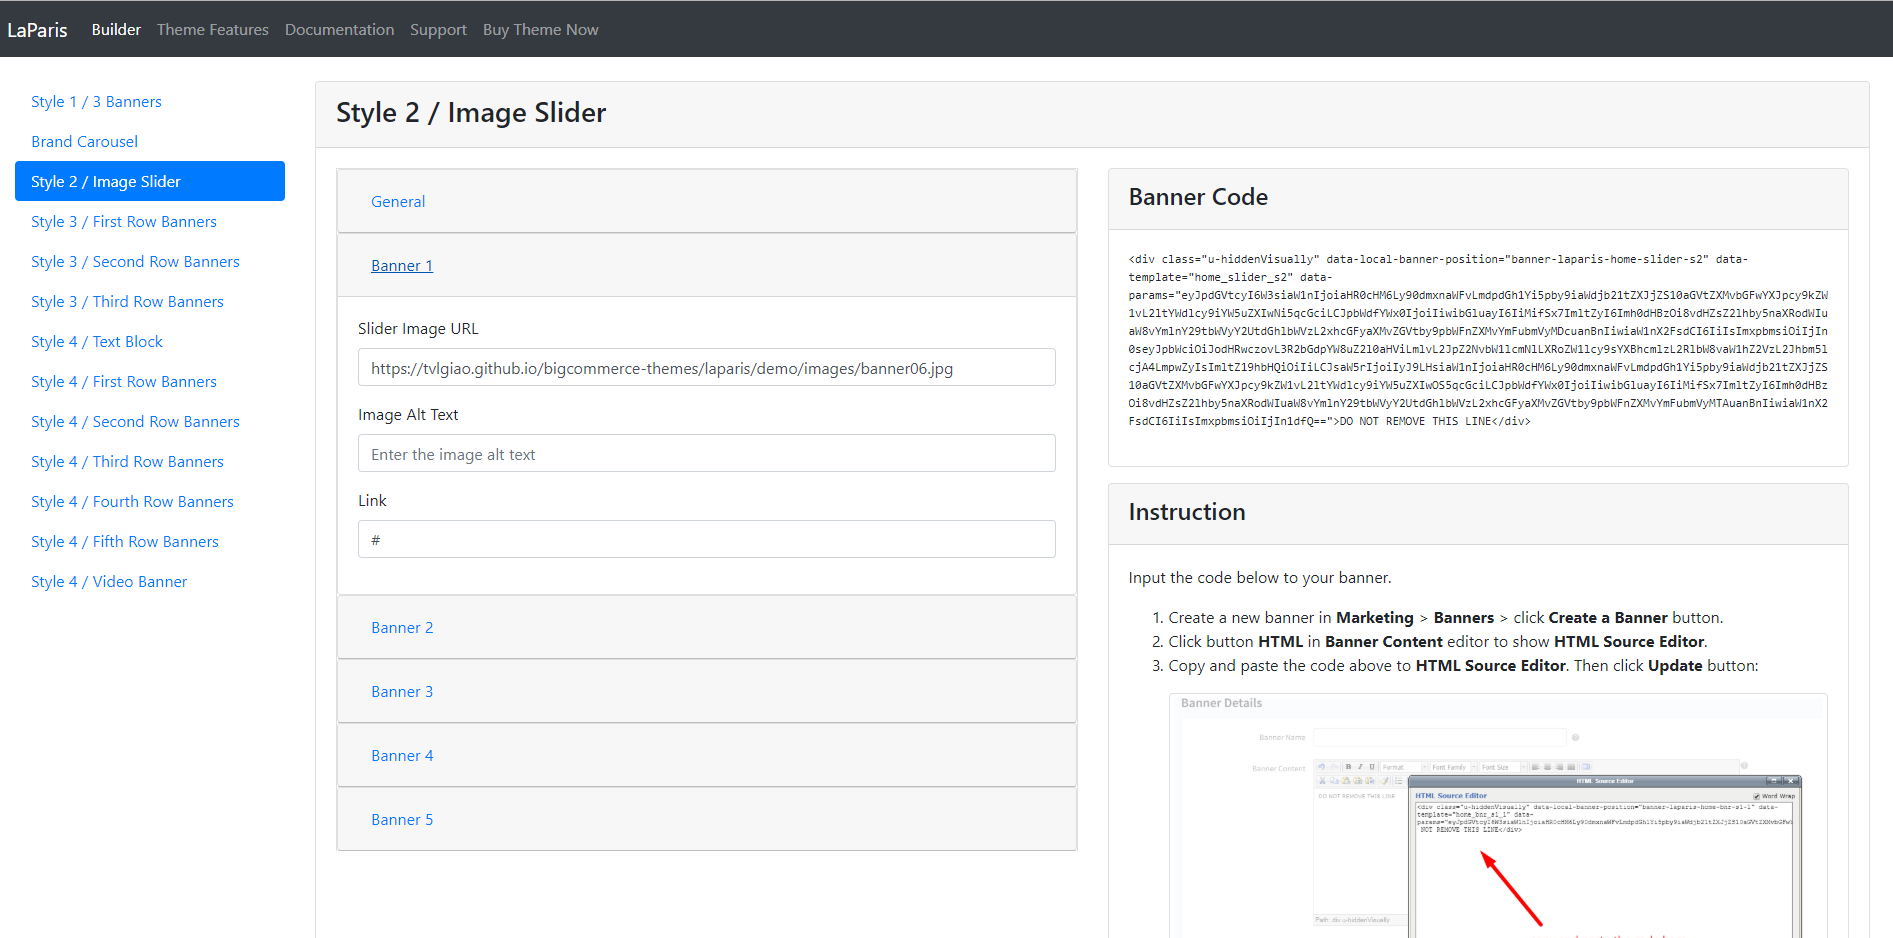 LaParis Builder Theme Features Documentation Support Buy Theme Now
Style 1 / 3 Banners
Brand Carousel
Style 2 / Image Slider
Style 3 / First Row Banners
Style 3 / Second Row Banners
Style 3 / Third Row Banners
Style 4 / Text Block
Style 4 / First Row Banners
Style 4 / Second Row Banners
Style 4 / Third Row Banners
Style 4 / Fourth Row Banners
Style 4 / Fifth Row Banners
Style 4 / Video Banner
Style 2 / Image Slider
General
Banner 1
Slider Image URL
https://tvlgiao.github.io/bigcommerce-themes/laparis/demo/images/banner06.jpg
Image Alt Text
Enter the image alt text
Link
#
Banner 2
Banner 3
Banner 4
Banner 5
Banner Code
<div class="u-hiddenVisually" data-local-banner-position="banner-laparis-home-slider-s2" data-
template="home_slider_s2" data-
params="eyJpdGVtcyI6W3siaW1nIjoiaHR0cHM6Ly90dmxnaWFvLmdpdGh1Yi5pby9iaWdjb21tZXJjZS10aGVtZXMvbGFwYXJpcy9kZW
1vL2ltYWdlcy9iYW5uZXIwNi5qcGciLCJpbWdfYWx0IjoiIiwibGluayI6IiMifSx7ImltZyI6Imh0dHBzOi8vdHZsZ2lhby5naXRodWIu
aW8vYmlnY29tbWVyY2UtdGhlbWVzL2xhcGFyaXMvZGVtby9pbWFnZXMvYmFubmVyMDcuanBnIiwiaW1nX2FsdCI6IiIsImxpbmsiOiIjIn
0seyJpbWciOiJodHRwczovL3R2bGdpYW8uZ2l0aHViLmlvL2JpZ2NvbW1lcmNlLXRoZW1lcy9sYXBhcmlzL2RlbW8vaW1hZ2VzL2Jhbm5l
cjA4LmpwZyIsImltZ19hbHQiOiIiLCJsaW5rIjoiIyJ9LHsiaW1nIjoiaHR0cHM6Ly90dmxnaWFvLmdpdGh1Yi5pby9iaWdjb21tZXJjZS
10aGVtZXMvbGFwYXJpcy9kZW1vL2ltYWdlcy9iYW5uZXIwOS5qcGciLCJpbWdfYWx0IjoiIiwibGluayI6IiMifSx7ImltZyI6Imh0dHBz
Oi8vdHZsZ2lhby5naXRodWIuaW8vYmlnY29tbWVyY2UtdGhlbWVzL2xhcGFyaXMvZGVtby9pbWFnZXMvYmFubmVyMTAuanBnIiwiaW1nX2
FsdCI6IiIsImxpbmsiOiIjIn1dfQ==">DO NOT REMOVE THIS LINE</div>
Instruction
Input the code below to your banner.
1. Create a new banner in Marketing > Banners > click Create a Banner button.
2. Click button HTML in Banner Content editor to show HTML Source Editor.
3. Copy and paste the code above to HTML Source Editor. Then click Update button:
Banner Details
Banner Name
Banner Content
Format Font Family Font Size
HTML Source Editor
DO NOT REMOVE THIS LINE
HTML Source Editor
Word Wrap
<div class="u-hiddenVisually" data-local-banner-position="banner-laparis-home-bnr-s1-1" data-
template="home_bnr_s1_1" data-
NOT REMOVE THIS LINE</div>
Path: div.u-hiddenVisually